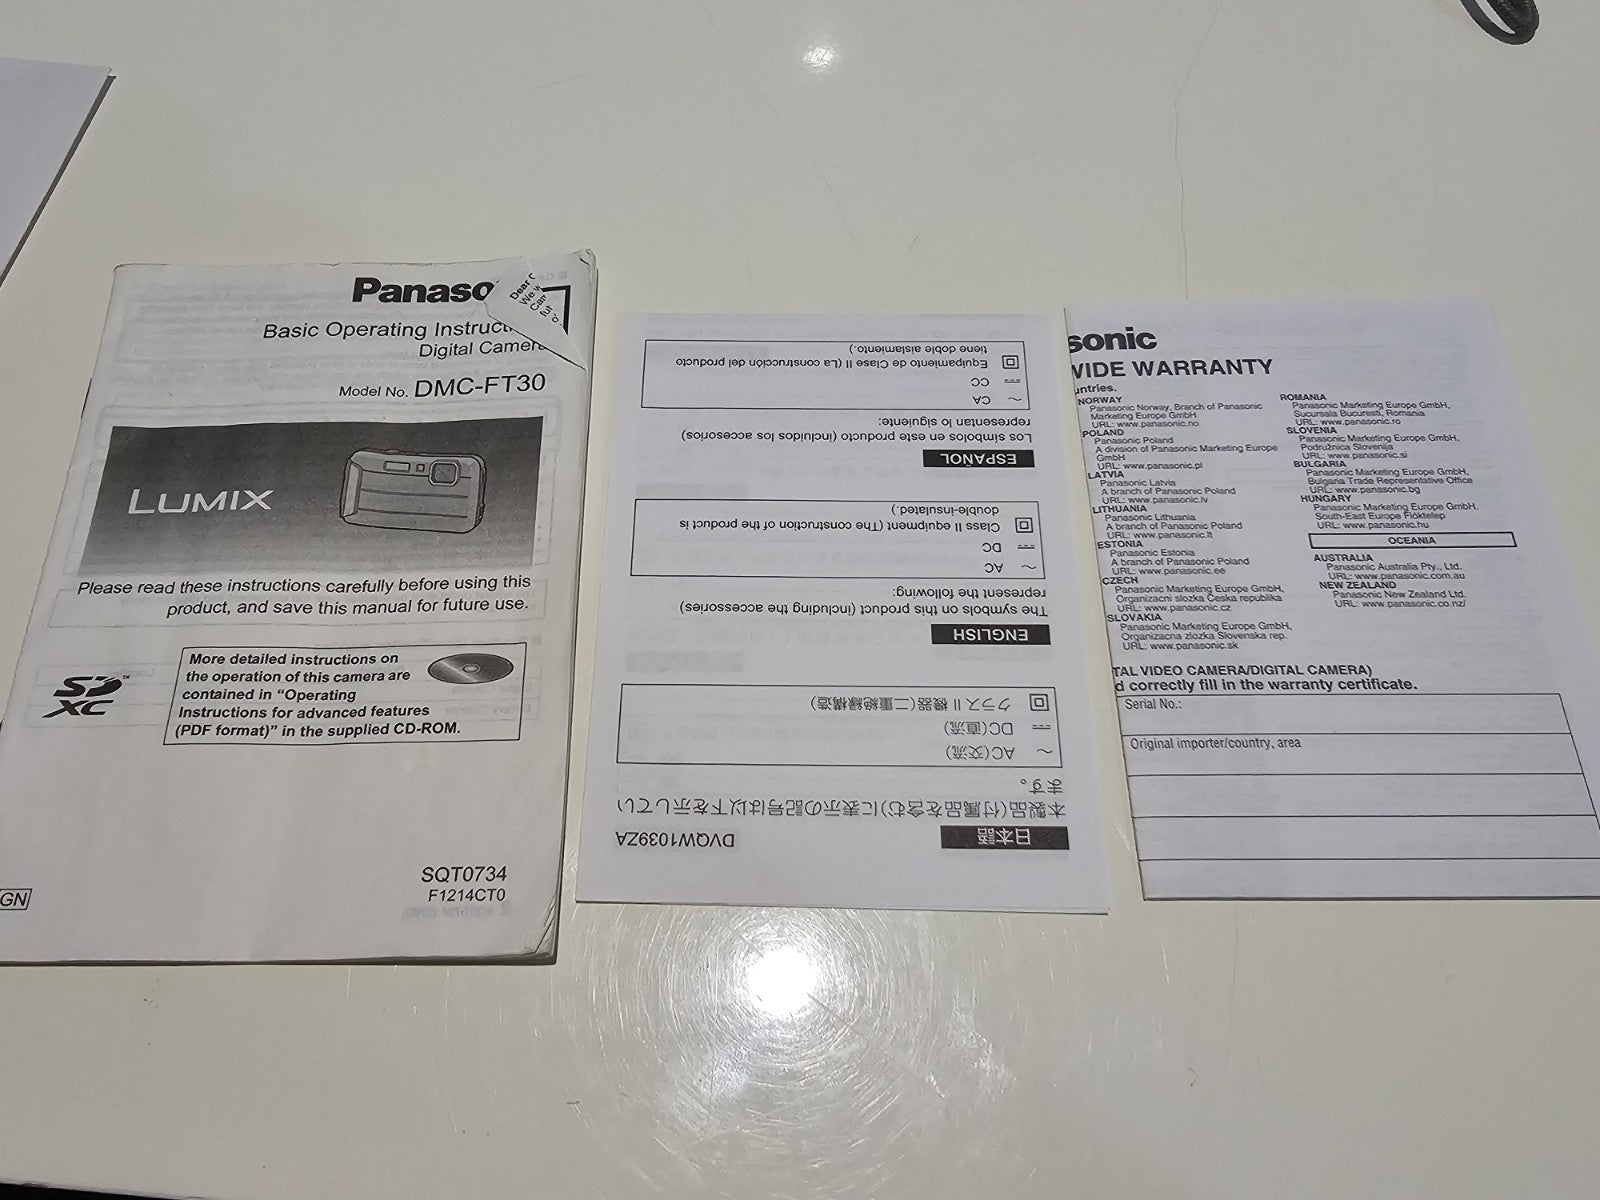 Panaso
Dear C
We w
Can
fut
o
Basic Operating Instructi
Digital Camera
Model No. DMC-FT30
LUMIX
Please read these instructions carefully before using this
product, and save this manual for future use.
More detailed instructions on
the operation of this camera are
contained in “Operating
Instructions for advanced features
(PDF format)” in the supplied CD-ROM.
SD
XC
™
SQT0734
F1214CT0
GN
DVQW1039ZA
日本語
本製品(付属品を含む)に表示の記号は以下を示してい
ます。
～ AC(交流)
⎓ DC(直流)
回 クラスⅡ機器(二重絶縁構造)
ENGLISH
The symbols on this product (including the accessories)
represent the following:
～ AC
⎓ DC
回 Class II equipment (The construction of the product is
double-insulated.)
ESPAÑOL
Los símbolos en este producto (incluidos los accesorios)
representan lo siguiente:
～ CA
⎓ CC
回 Equipamiento de Clase II (La construcción del producto
tiene doble aislamiento.)
sonic
WIDE WARRANTY
untries.
NORWAY
Panasonic Norway, Branch of Panasonic
Marketing Europe GmbH
URL: www.panasonic.no
POLAND
Panasonic Poland
A division of Panasonic Marketing Europe
GmbH
URL: www.panasonic.pl
LATVIA
Panasonic Latvia
A branch of Panasonic Poland
URL: www.panasonic.lv
LITHUANIA
Panasonic Lithuania
A branch of Panasonic Poland
URL: www.panasonic.lt
ESTONIA
Panasonic Estonia
A branch of Panasonic Poland
URL: www.panasonic.ee
CZECH
Panasonic Marketing Europe GmbH,
Organizacni slozka Ceska republika
URL: www.panasonic.cz
SLOVAKIA
Panasonic Marketing Europe GmbH,
Organizacna zlozka Slovenska rep.
URL: www.panasonic.sk
ROMANIA
Panasonic Marketing Europe GmbH,
Sucursala Bucuresti, Romania
URL: www.panasonic.ro
SLOVENIA
Panasonic Marketing Europe GmbH,
Podružnica Slovenija
URL: www.panasonic.si
BULGARIA
Panasonic Marketing Europe GmbH,
Bulgaria Trade Representative Office
URL: www.panasonic.bg
HUNGARY
Panasonic Marketing Europe GmbH.
South-East Europe Fióktelep
URL: www.panasonic.hu
OCEANIA
AUSTRALIA
Panasonic Australia Pty., Ltd.
URL: www.panasonic.com.au
NEW ZEALAND
Panasonic New Zealand Ltd.
URL: www.panasonic.co.nz/
TAL VIDEO CAMERA/DIGITAL CAMERA)
d correctly fill in the warranty certificate.
Serial No.:
Original importer/country, area